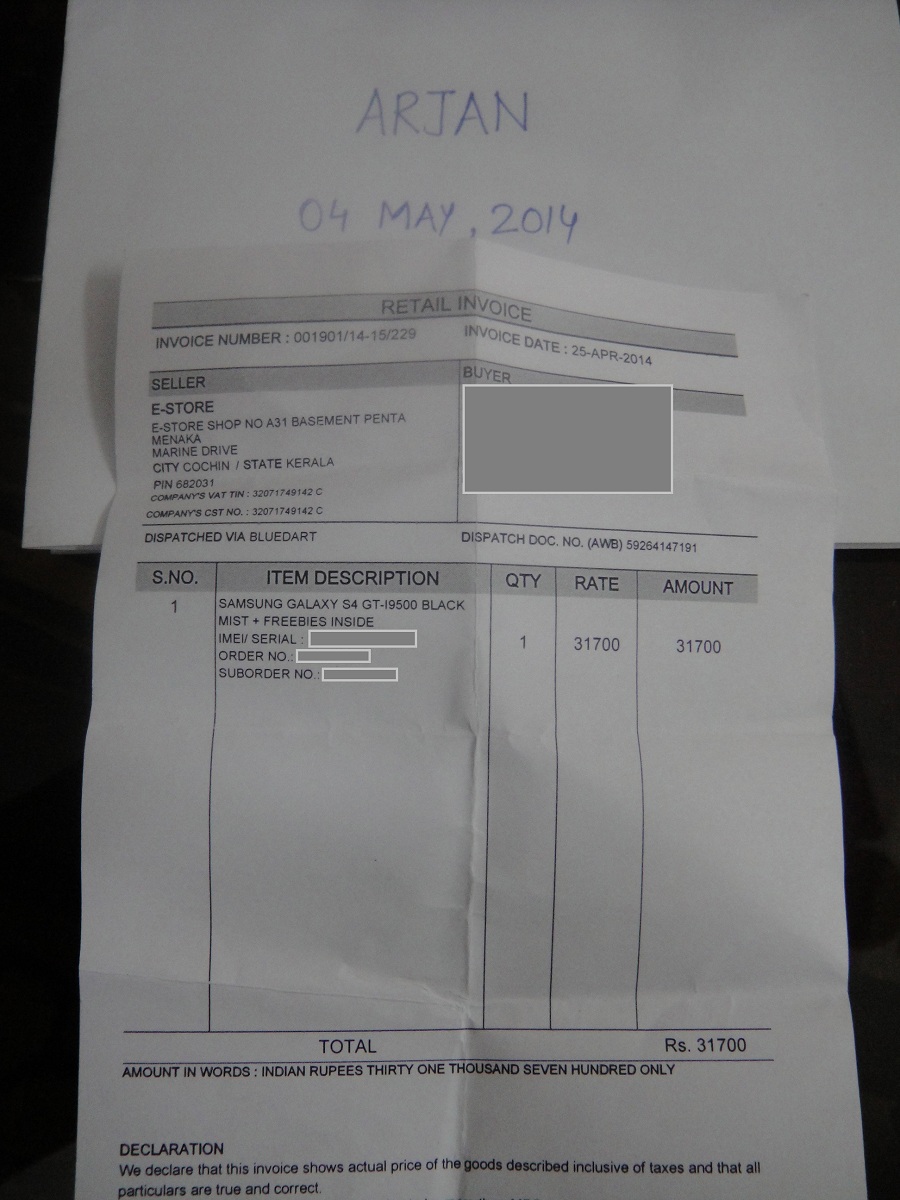 ARJAN
04 MAY, 2014
RETAIL INVOICE
INVOICE NUMBER : 001901/14-15/229
INVOICE DATE : 25-APR-2014
SELLER
BUYER
E-STORE
E-STORE SHOP NO A31 BASEMENT PENTA
MENAKA
MARINE DRIVE
CITY COCHIN / STATE KERALA
PIN 682031
COMPANY'S VAT TIN : 32071749142 C
COMPANY'S CST NO. : 32071749142 C
DISPATCHED VIA BLUEDART
DISPATCH DOC. NO. (AWB) 59264147191
S.NO. ITEM DESCRIPTION QTY RATE AMOUNT
1 SAMSUNG GALAXY S4 GT-I9500 BLACK
MIST + FREEBIES INSIDE
IMEI/ SERIAL : 1 31700 31700
ORDER NO.:
SUBORDER NO.:
TOTAL Rs. 31700
AMOUNT IN WORDS : INDIAN RUPEES THIRTY ONE THOUSAND SEVEN HUNDRED ONLY
DECLARATION
We declare that this invoice shows actual price of the goods described inclusive of taxes and that all
particulars are true and correct.